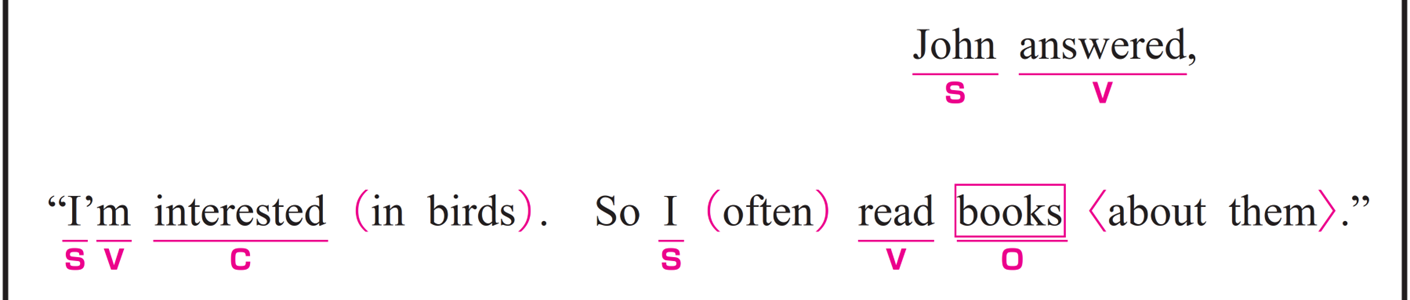 John answered,
S V
“I’m interested (in birds). So I (often) read books 〈about them〉.”
S V C S V O